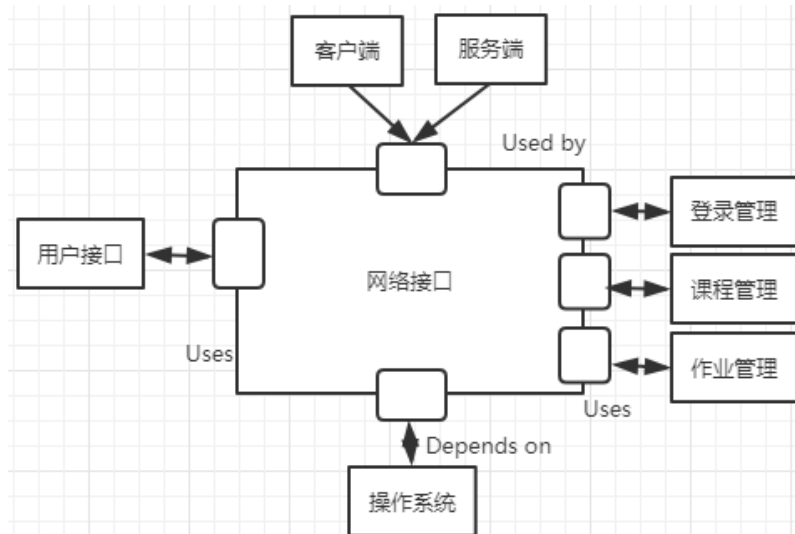 客户端
服务端
Used by
登录管理
用户接口
网络接口
课程管理
Uses
作业管理
Uses
Depends on
操作系统